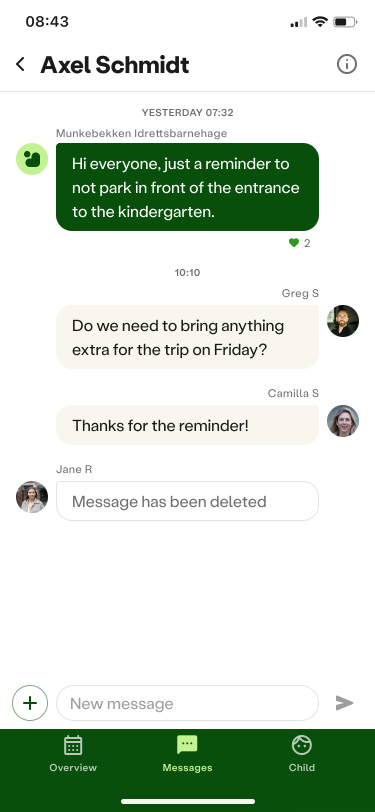 08:43
Axel Schmidt
YESTERDAY 07:32
Munkebekken Idrettsbarnehage
Hi everyone, just a reminder to
not park in front of the entrance
to the kindergarten.
2
10:10
Greg S
Do we need to bring anything
extra for the trip on Friday?
Camilla S
Thanks for the reminder!
Jane R
Message has been deleted
New message
Overview
Messages
Child